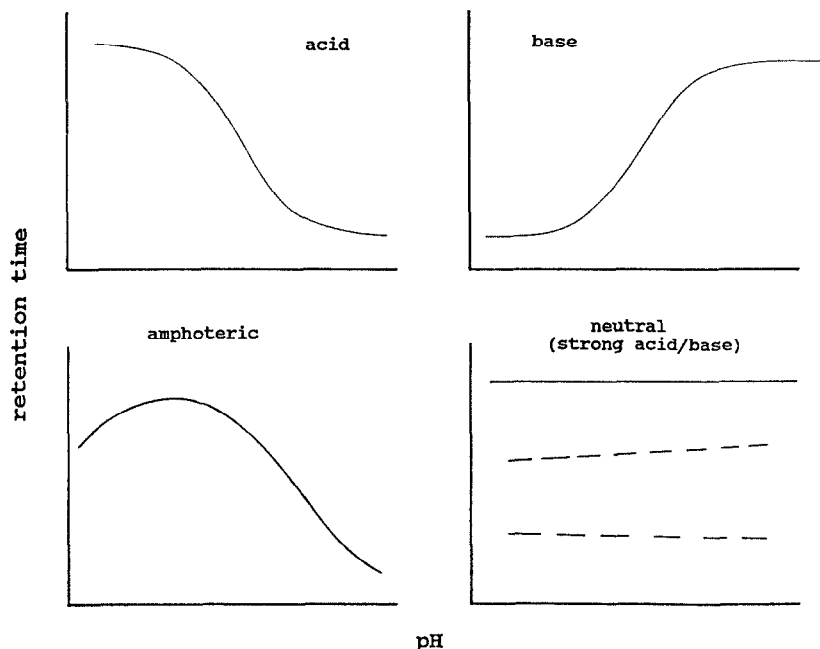 acid
base
retention time
amphoteric
neutral
(strong acid/base)
pH